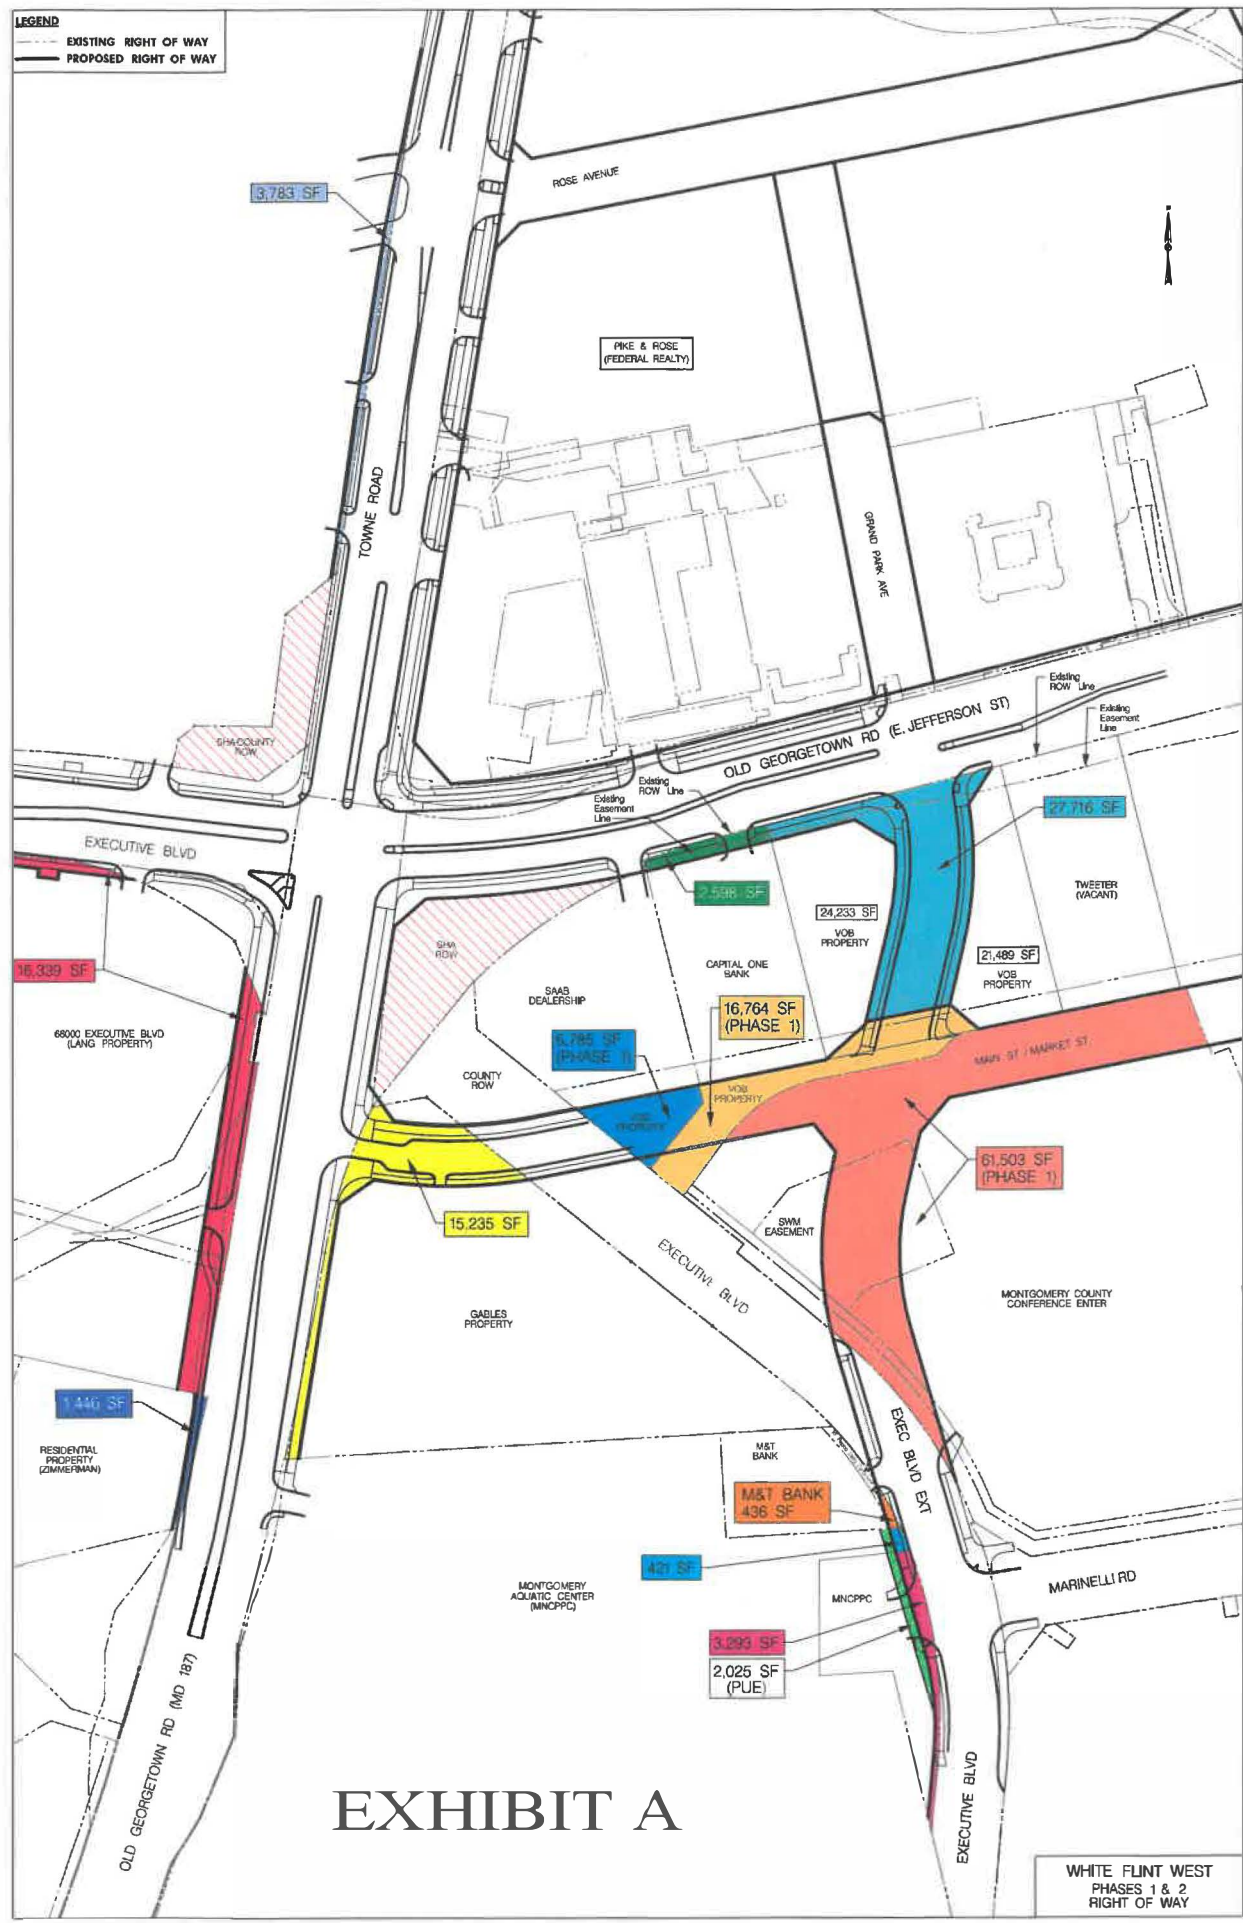 LEGEND
EXISTING RIGHT OF WAY
PROPOSED RIGHT OF WAY
ROSE AVENUE
3,783 SF
PIKE & ROSE
(FEDERAL REALTY)
TOWNE ROAD
GRAND PARK AVE
SHA-COUNTY
ROW
OLD GEORGETOWN RD (E. JEFFERSON ST)
Existing
ROW Line
Existing
Easement
Line
Existing
ROW Line
Existing
Easement
Line
27,716 SF
EXECUTIVE BLVD
2,598 SF
TWEETER
(VACANT)
24,233 SF
VOB
PROPERTY
SHA
ROW
16,339 SF
CAPITAL ONE
BANK
21,489 SF
VOB
PROPERTY
SAAB
DEALERSHIP
16,764 SF
(PHASE 1)
66000 EXECUTIVE BLVD
(LANG PROPERTY)
6,785 SF
(PHASE 1)
MAIN ST / MARKET ST
COUNTY
ROW
VOB
PROPERTY
PROPERTY
61,503 SF
(PHASE 1)
15,235 SF
SWM
EASEMENT
EXECUTIVE BLVD
GABLES
PROPERTY
MONTGOMERY COUNTY
CONFERENCE ENTER
1,446 SF
RESIDENTIAL
PROPERTY
(ZIMMERMAN)
M&T
BANK
EXEC BLVD EXT
M&T BANK
436 SF
421 SF
MARINELLI RD
MONTGOMERY
AQUATIC CENTER
(MNCPPC)
MNCPPC
3,293 SF
2,025 SF
(PUE)
OLD GEORGETOWN RD (MD 187)
EXECUTIVE BLVD
EXHIBIT A
WHITE FLINT WEST
PHASES 1 & 2
RIGHT OF WAY